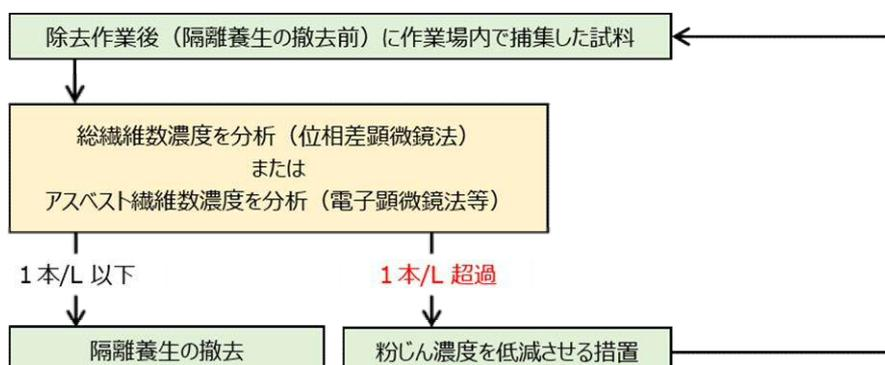 除去作業後（隔離養生の撤去前）に作業場内で捕集した試料
総繊維数濃度を分析（位相差顕微鏡法）
または
アスベスト繊維数濃度を分析（電子顕微鏡法等）
1本/L 以下
1本/L 超過
隔離養生の撤去
粉じん濃度を低減させる措置